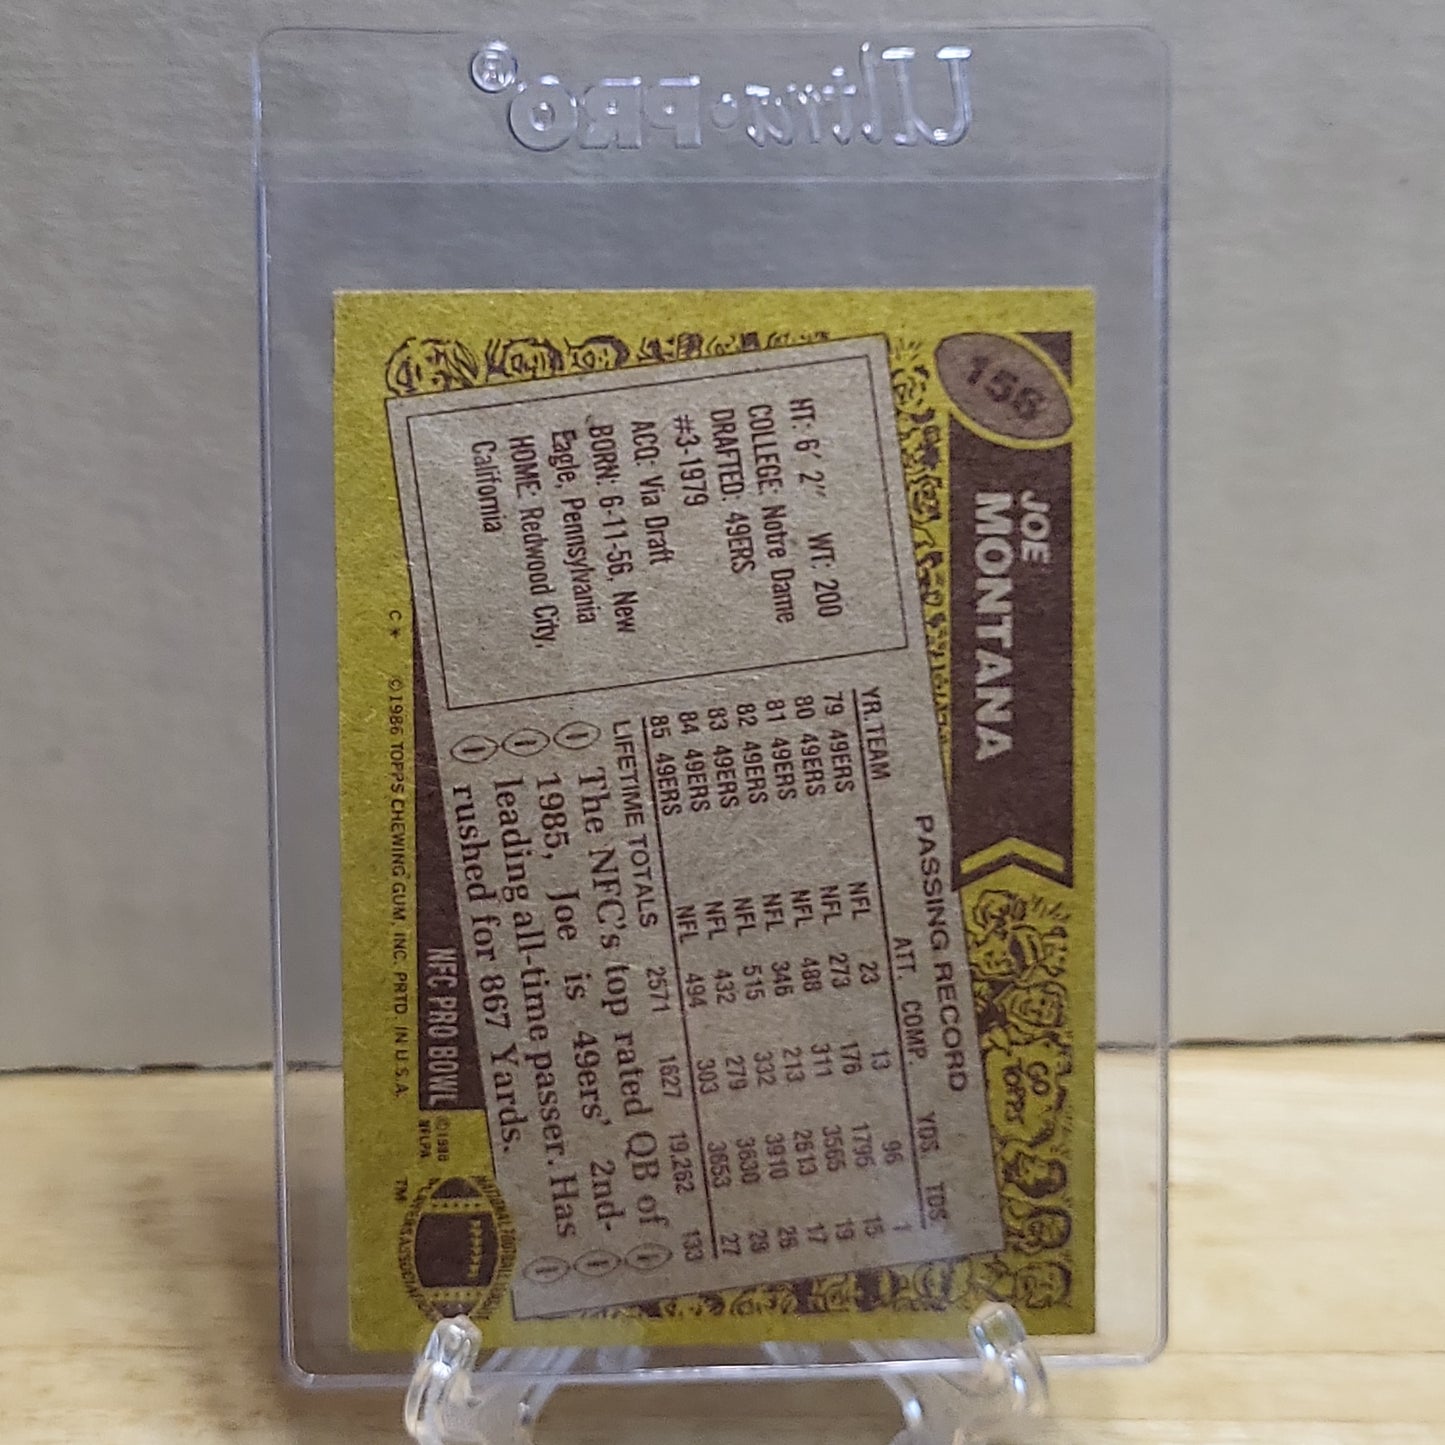 Ultra•PRO®
156
JOE
MONTANA
GO
TOPPS
HT: 6' 2" WT: 200
COLLEGE: Notre Dame
DRAFTED: 49ERS
#3-1979
ACQ: Via Draft
BORN: 6-11-56, New
Eagle, Pennsylvania
HOME: Redwood City,
California
PASSING RECORD
YR. TEAM ATT. COMP. YDS. TDS.
79 49ERS NFL 23 13 96 1
80 49ERS NFL 273 176 1795 15
81 49ERS NFL 488 311 3565 19
82 49ERS NFL 346 213 2613 17
83 49ERS NFL 515 332 3910 26
84 49ERS NFL 432 279 3630 28
85 49ERS NFL 494 303 3653 27
LIFETIME TOTALS 2571 1627 19,262 133
The NFC's top rated QB of
1985, Joe is 49ers' 2nd-
leading all-time passer. Has
rushed for 867 Yards.
NFC PRO BOWL
©1986
NFLPA
C* ©1986 TOPPS CHEWING GUM, INC. PRTD. IN U.S.A.
TM
NATIONAL FOOTBALL